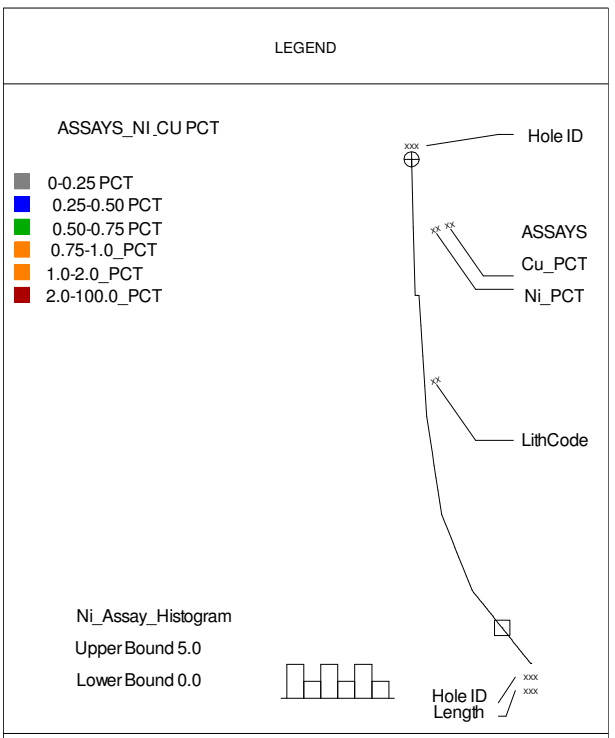 LEGEND
ASSAYS_NI_CU PCT
0-0.25 PCT
0.25-0.50 PCT
0.50-0.75 PCT
0.75-1.0_PCT
1.0-2.0_PCT
2.0-100.0_PCT
xxx
Hole ID
xx xx
ASSAYS
Cu_PCT
Ni_PCT
xx
LithCode
Ni_Assay_Histogram
Upper Bound 5.0
Lower Bound 0.0
Hole ID
Length
xxx
xxx